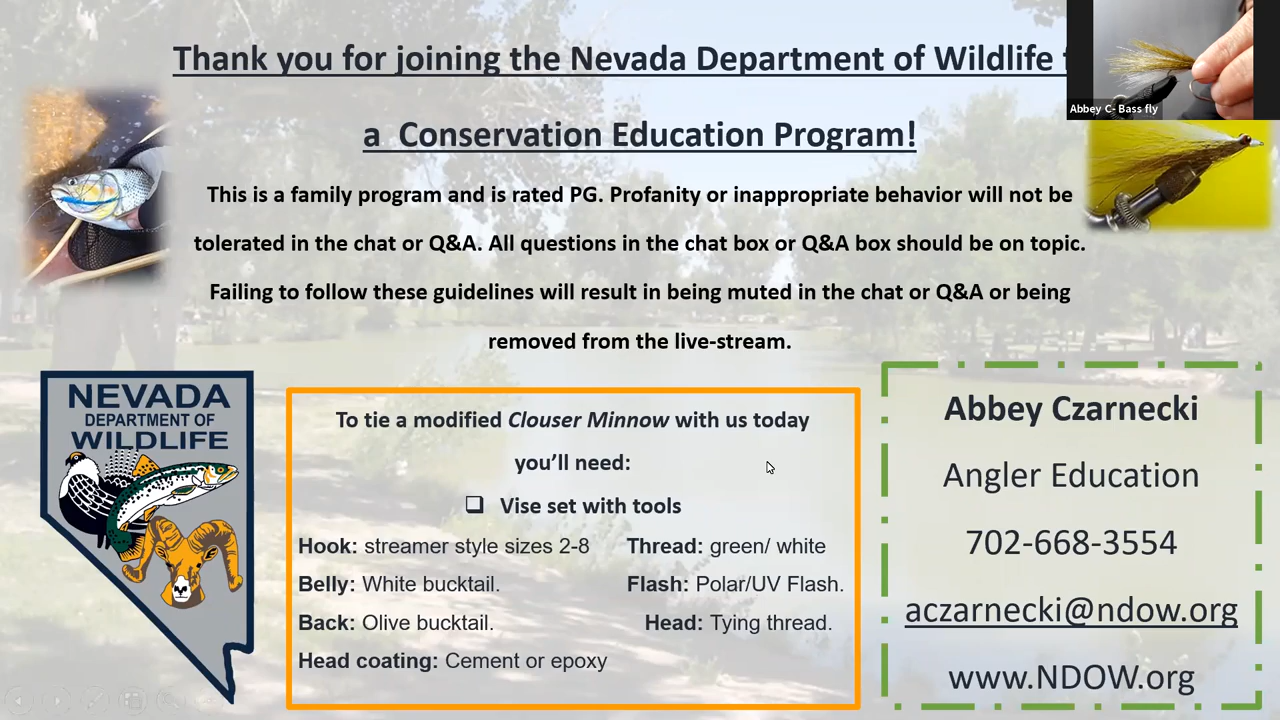 Thank you for joining the Nevada Department of Wildlife
a Conservation Education Program!
Abbey C- Bass fly
This is a family program and is rated PG. Profanity or inappropriate behavior will not be
tolerated in the chat or Q&A. All questions in the chat box or Q&A box should be on topic.
Failing to follow these guidelines will result in being muted in the chat or Q&A or being
removed from the live-stream.
NEVADA
DEPARTMENT OF
WILDLIFE
To tie a modified Clouser Minnow with us today
you'll need:
❑ Vise set with tools
Hook: streamer style sizes 2-8
Thread: green/ white
Belly: White bucktail.
Flash: Polar/UV Flash.
Back: Olive bucktail.
Head: Tying thread.
Head coating: Cement or epoxy
Abbey Czarnecki
Angler Education
702-668-3554
aczarnecki@ndow.org
www.NDOW.org